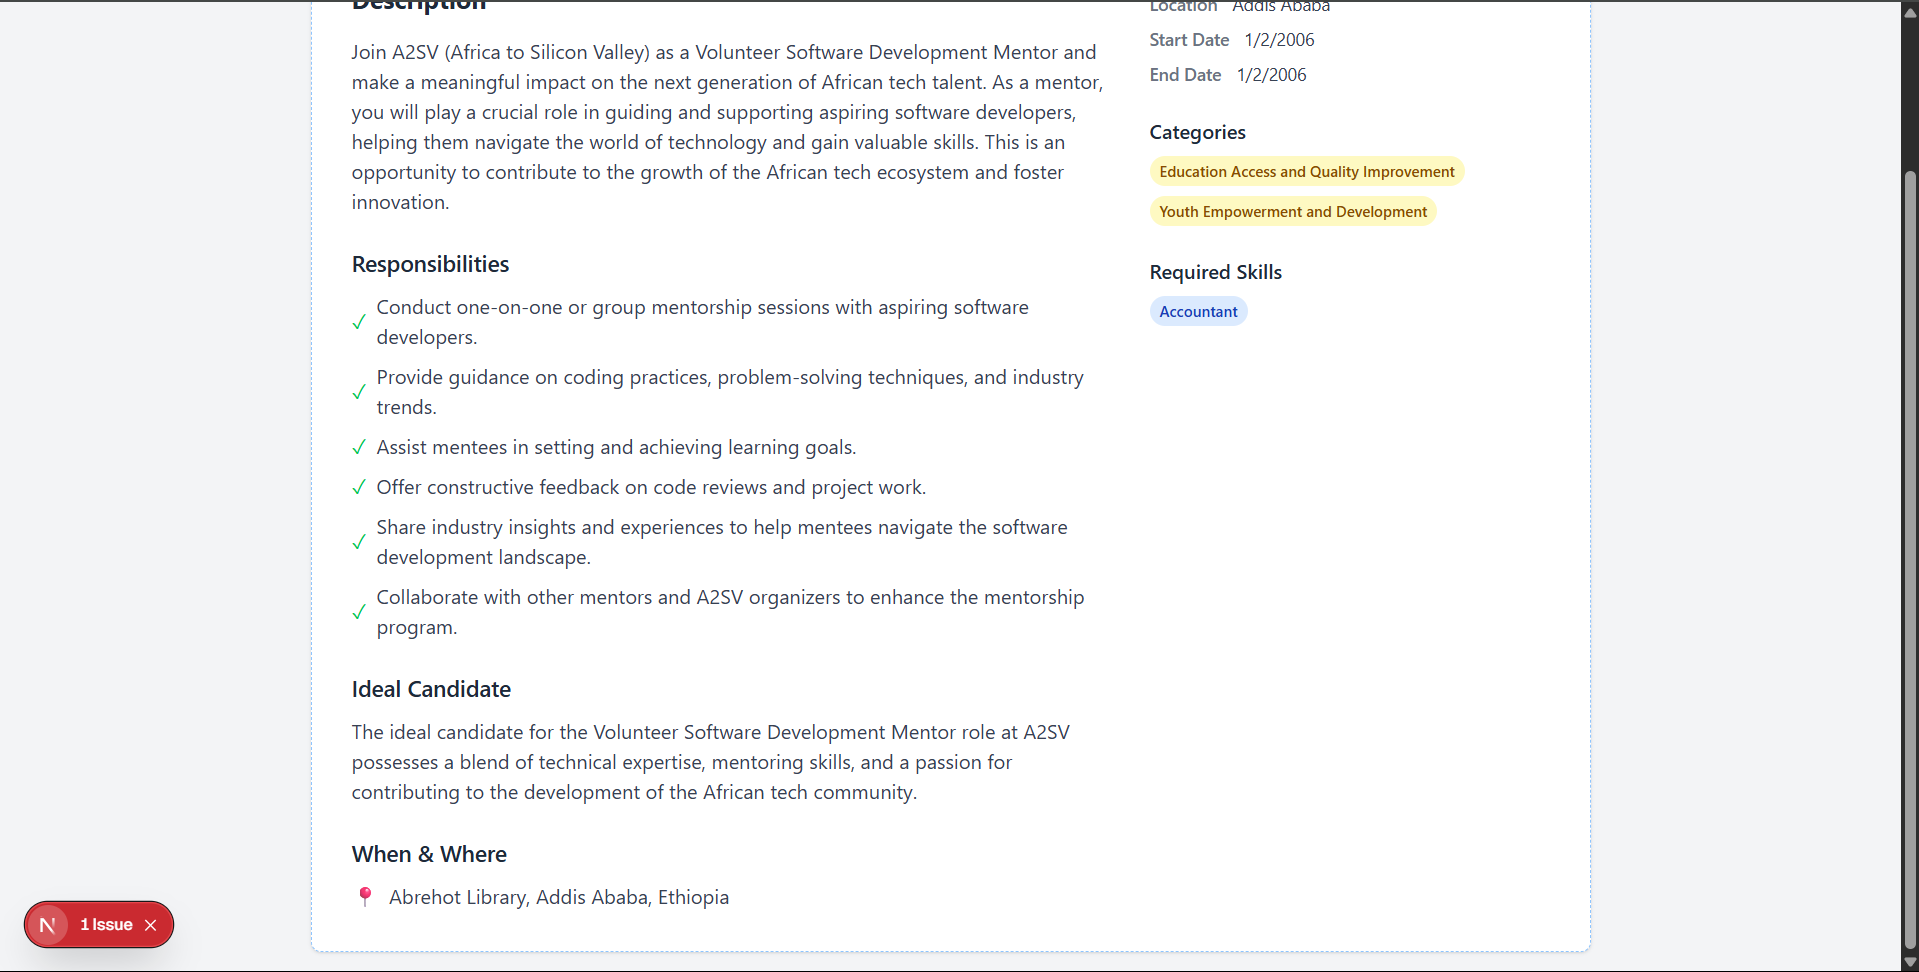 Description
Join A2SV (Africa to Silicon Valley) as a Volunteer Software Development Mentor and
make a meaningful impact on the next generation of African tech talent. As a mentor,
you will play a crucial role in guiding and supporting aspiring software developers,
helping them navigate the world of technology and gain valuable skills. This is an
opportunity to contribute to the growth of the African tech ecosystem and foster
innovation.
Responsibilities
✓ Conduct one-on-one or group mentorship sessions with aspiring software
developers.
✓ Provide guidance on coding practices, problem-solving techniques, and industry
trends.
✓ Assist mentees in setting and achieving learning goals.
✓ Offer constructive feedback on code reviews and project work.
✓ Share industry insights and experiences to help mentees navigate the software
development landscape.
✓ Collaborate with other mentors and A2SV organizers to enhance the mentorship
program.
Ideal Candidate
The ideal candidate for the Volunteer Software Development Mentor role at A2SV
possesses a blend of technical expertise, mentoring skills, and a passion for
contributing to the development of the African tech community.
When & Where
Abrehot Library, Addis Ababa, Ethiopia
Location Addis Ababa
Start Date 1/2/2006
End Date 1/2/2006
Categories
Education Access and Quality Improvement
Youth Empowerment and Development
Required Skills
Accountant
N 1 Issue